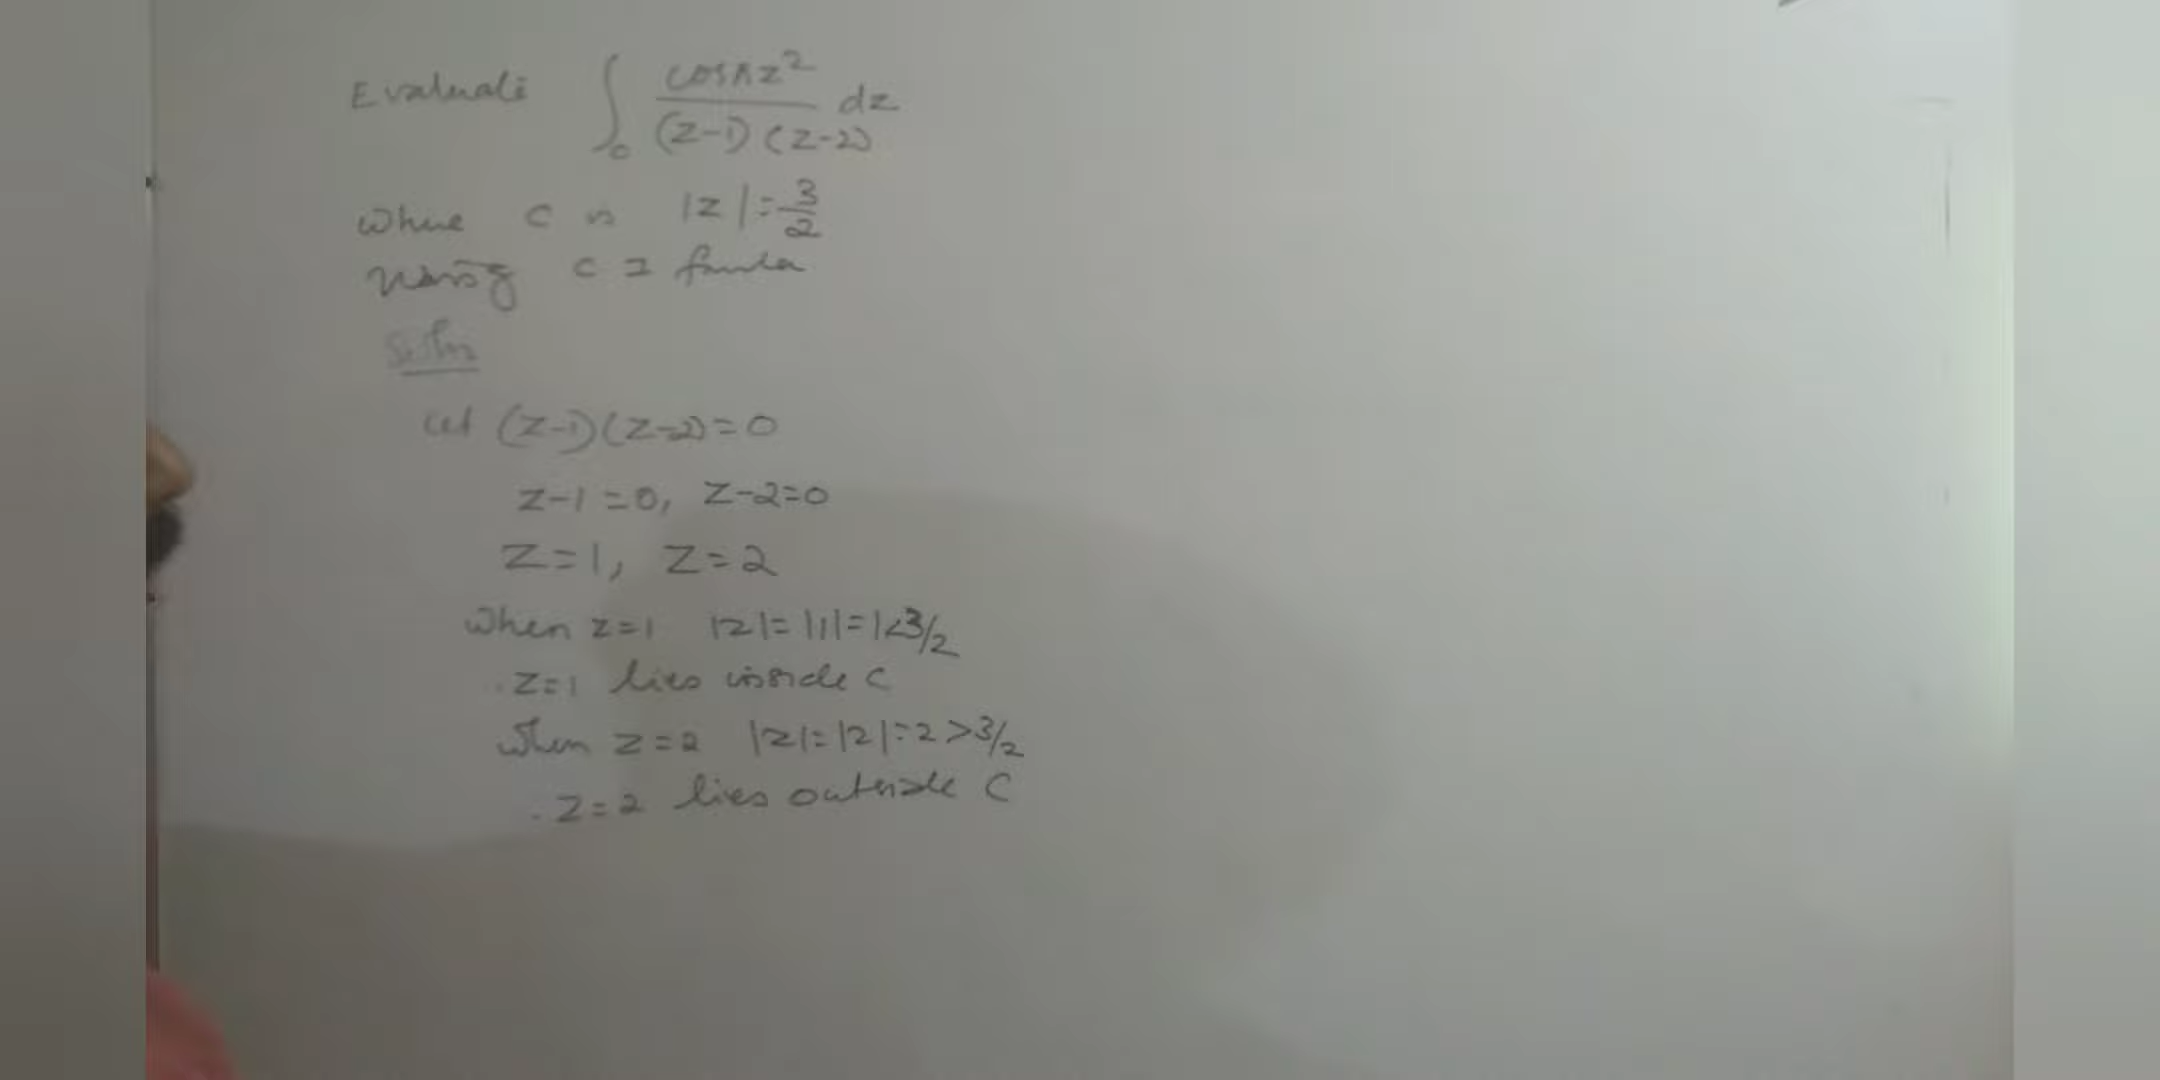 Evaluate ∫_C cosπz² / (z-1)(z-2) dz
where C is |z| = 3/2
Using C I formula
Soln
Let (z-1)(z-2)=0
z-1=0, z-2=0
z=1, z=2
When z=1 |z|=|1|=1<3/2
. z=1 lies inside C
When z=2 |z|=|2|=2>3/2
. z=2 lies outside C